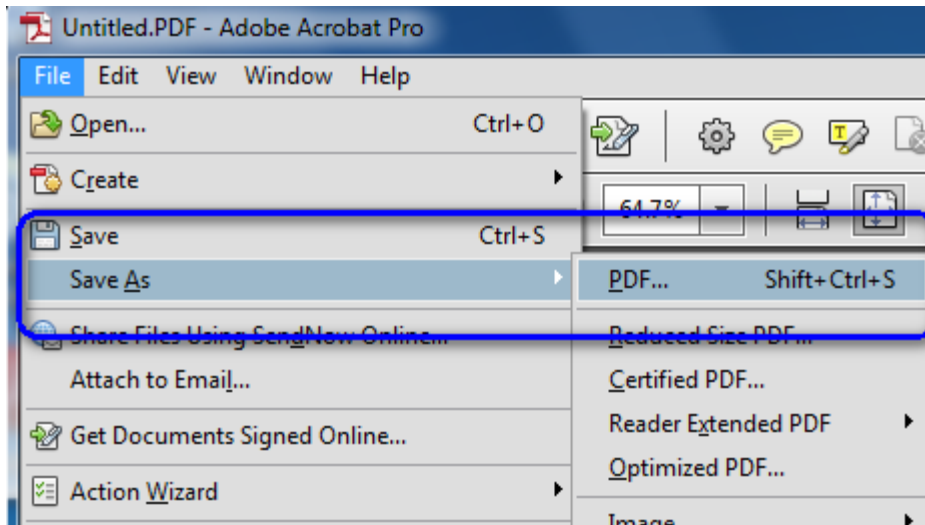 Untitled.PDF - Adobe Acrobat Pro
File Edit View Window Help
Open... Ctrl+O
Create
64.7%
Save Ctrl+S
Save As
PDF... Shift+Ctrl+S
Share Files Using SendNow Online...
Reduced Size PDF...
Attach to Email...
Certified PDF...
Reader Extended PDF
Get Documents Signed Online...
Optimized PDF...
Action Wizard
Image